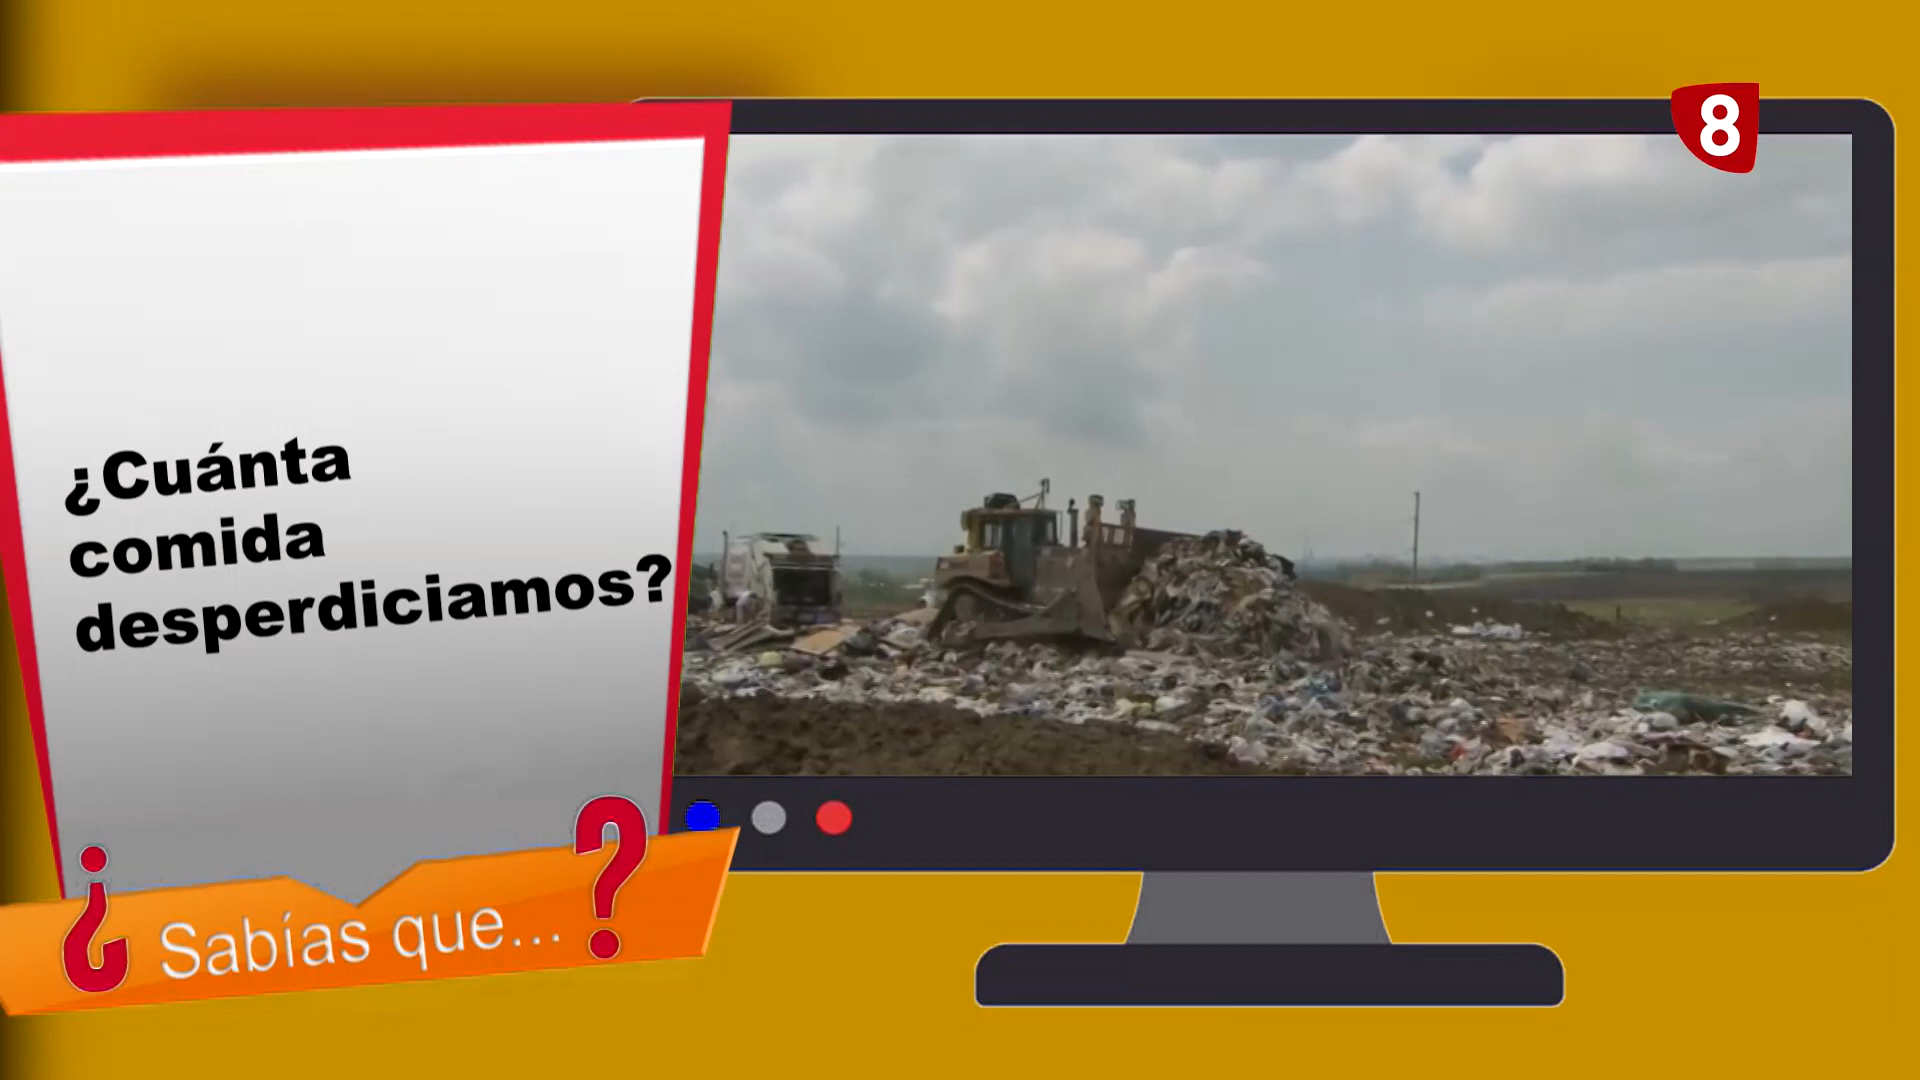 8
¿Cuánta
comida
desperdiciamos?
¿Sabías que...?